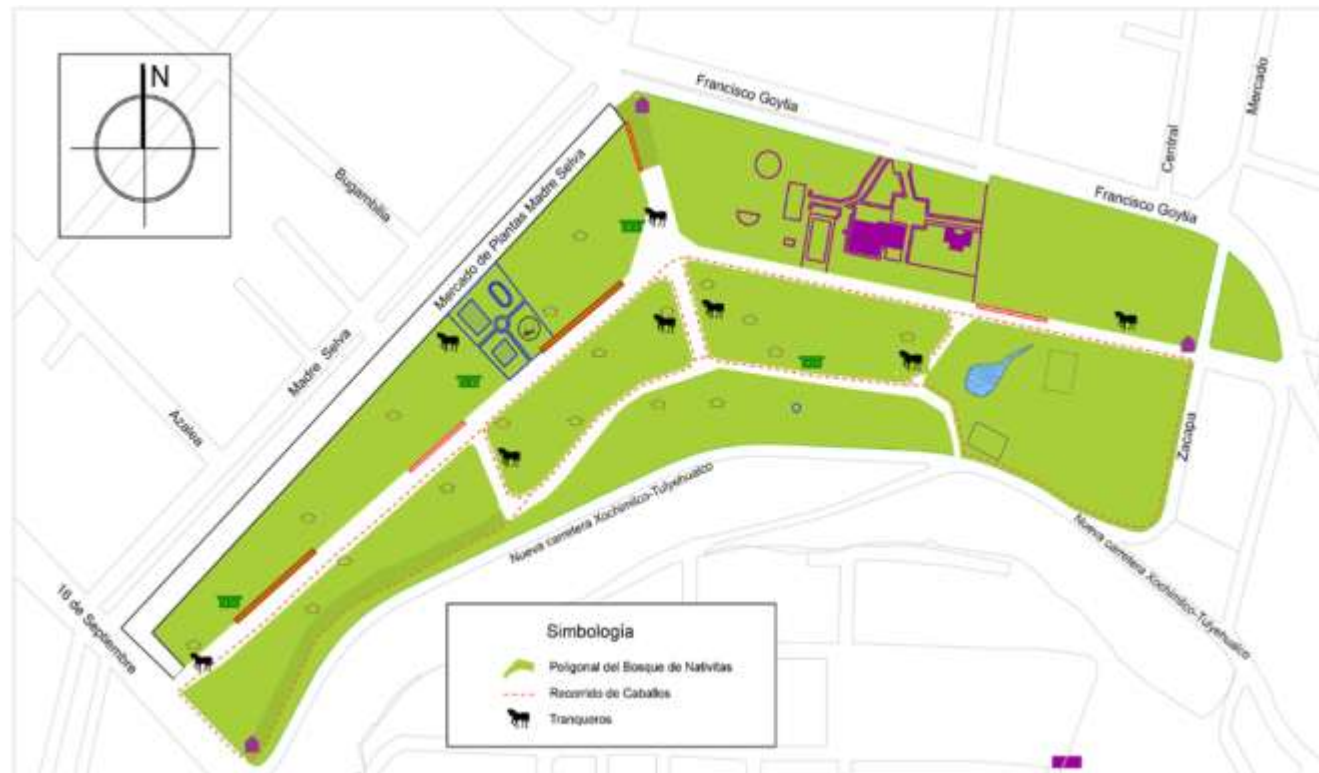 N
Francisco Goytia
Mercado
Central
Bugambilia
Mercado de Plantas Madre Selva
Francisco Goytia
Madre Selva
Azalea
Zacapa
Nueva carretera Xochimilco-Tulyehualco
Nueva carretera Xochimilco-Tulyehualco
16 de Septiembre
Simbología
Poligonal del Bosque de Nativitas
Recorrido de Caballos
Tranqueros